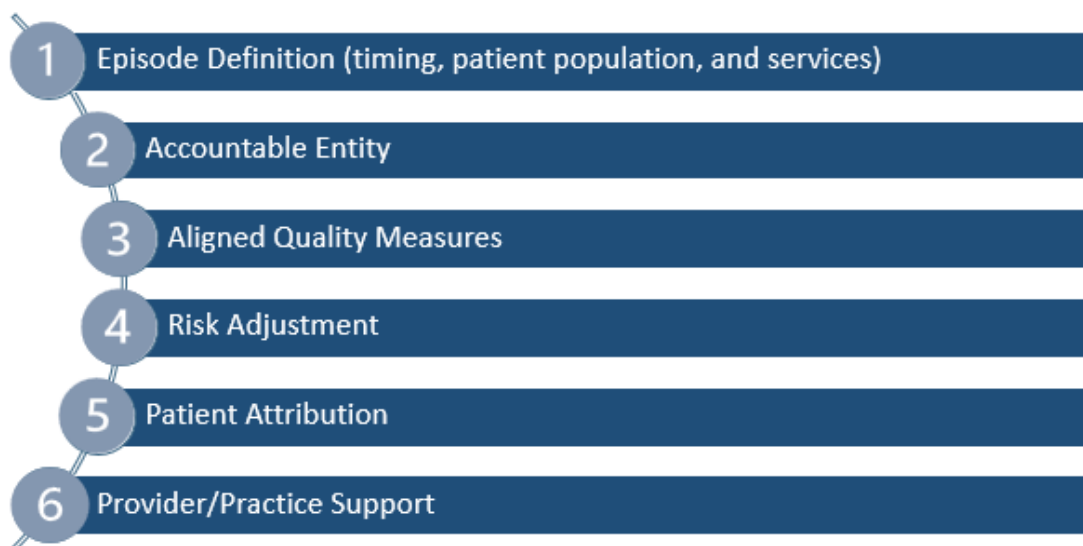 1 Episode Definition (timing, patient population, and services)
2 Accountable Entity
3 Aligned Quality Measures
4 Risk Adjustment
5 Patient Attribution
6 Provider/Practice Support